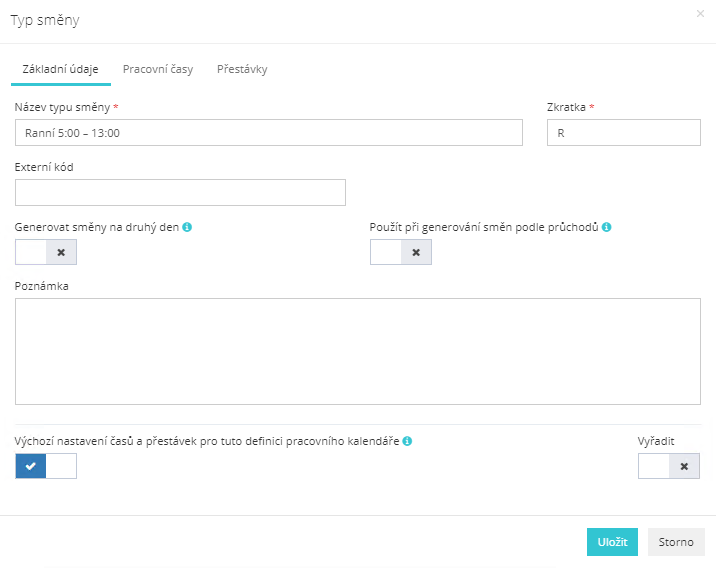 Typ směny
Základní údaje Pracovní časy Přestávky
Název typu směny * Zkratka *
Ranní 5:00 – 13:00 R
Externí kód
Generovat směny na druhý den Použít při generování směn podle průchodů
Poznámka
Výchozí nastavení časů a přestávek pro tuto definici pracovního kalendáře Vyřadit
Uložit Storno